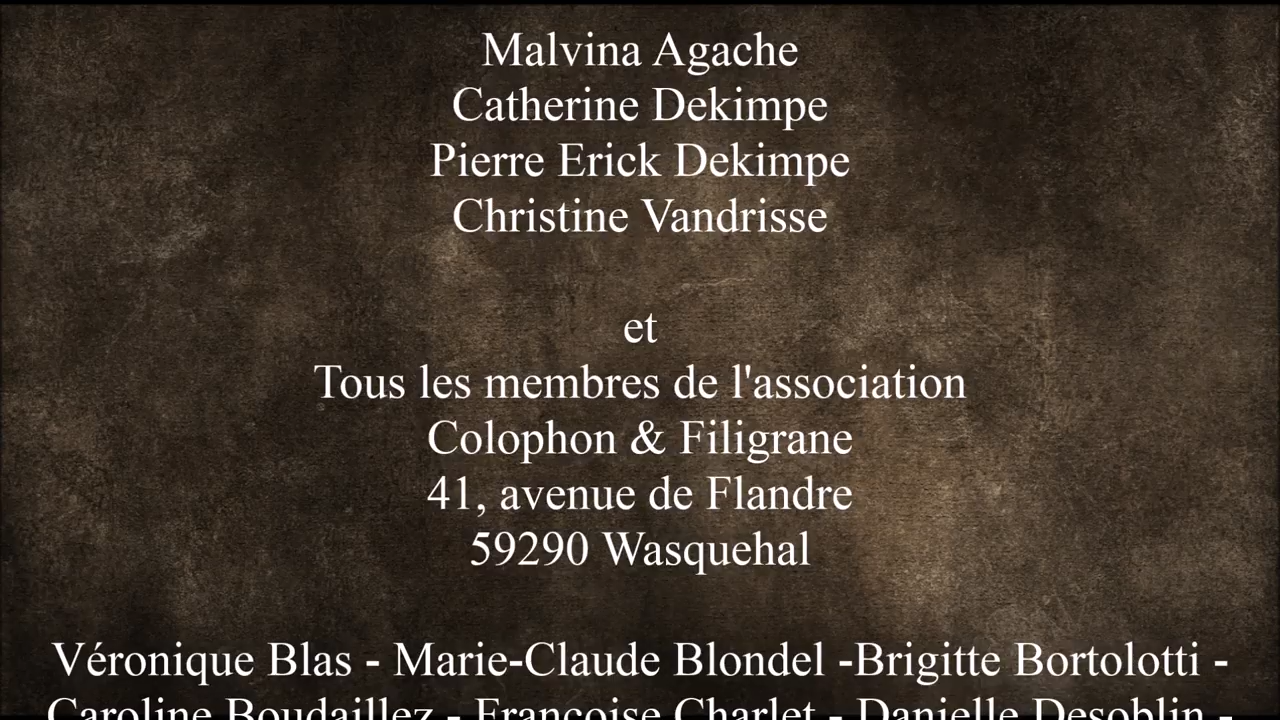 Malvina Agache
Catherine Dekimpe
Pierre Erick Dekimpe
Christine Vandrisse
et
Tous les membres de l'association
Colophon & Filigrane
41, avenue de Flandre
59290 Wasquehal
Véronique Blas - Marie-Claude Blondel -Brigitte Bortolotti -
Caroline Boudaillez - Françoise Charlet - Danielle Desoblin -